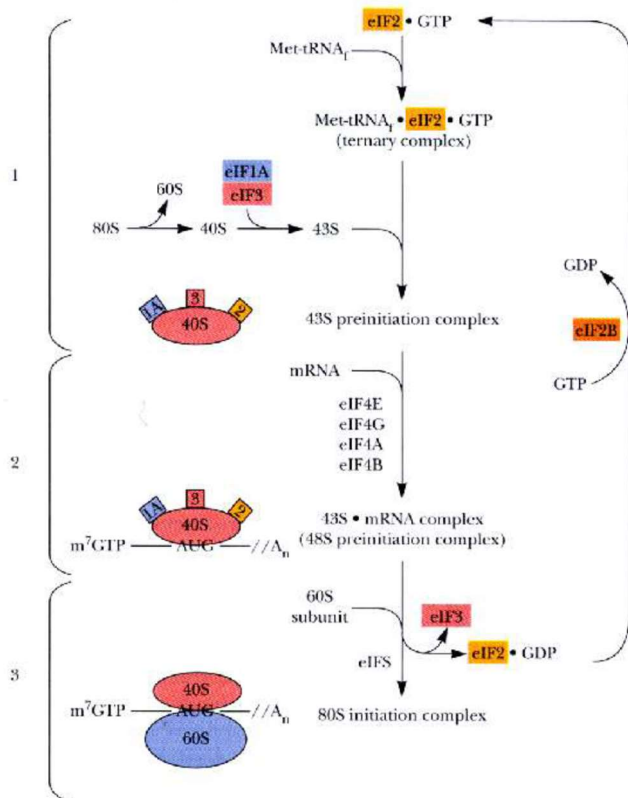 eIF2 • GTP
Met-tRNAf
Met-tRNAf • eIF2 • GTP
(ternary complex)
1
eIF1A
eIF3
60S
80S
40S
43S
GDP
1A
3
2
40S
43S preinitiation complex
eIF2B
mRNA
GTP
eIF4E
eIF4G
eIF4A
eIF4B
2
1A
3
2
40S
43S • mRNA complex
(48S preinitiation complex)
m⁷GTP — AUG — //An
60S
subunit
eIF3
eIF2 • GDP
eIFS
3
40S
m⁷GTP — AUG — //An
60S
80S initiation complex